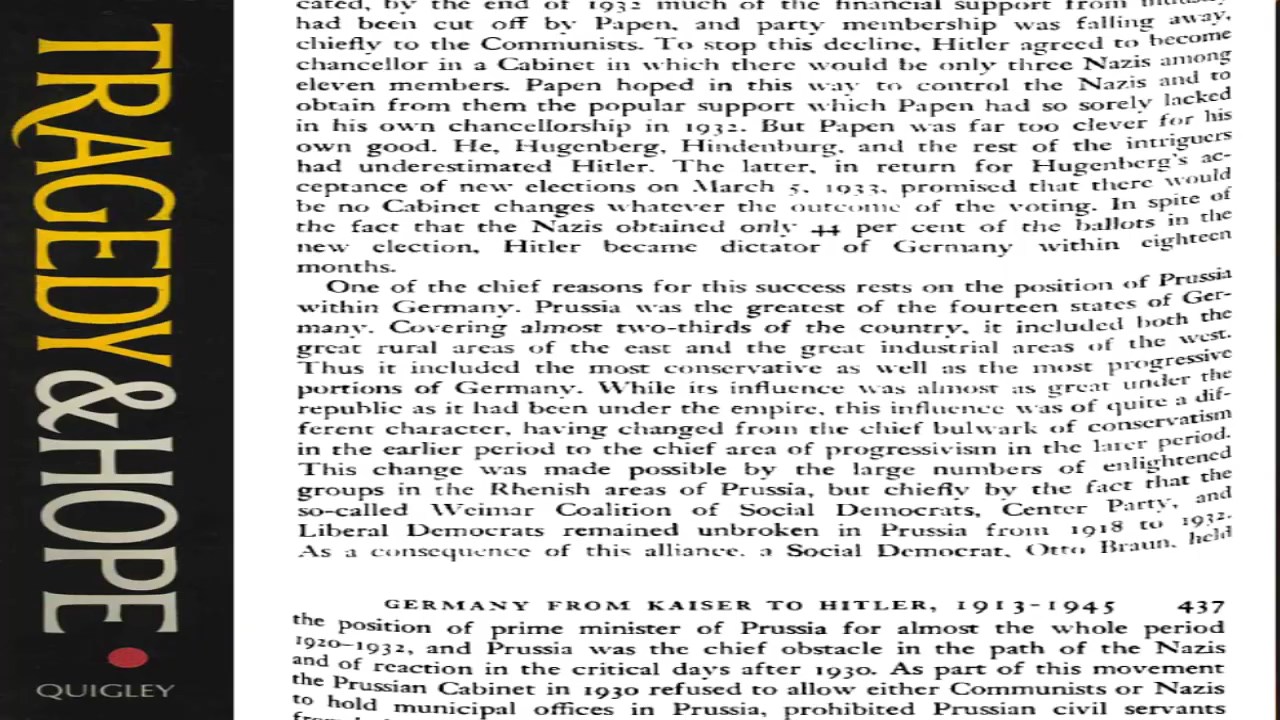 TRAGEDY & HOPE
QUIGLEY
cated, by the end of 1932 much of the financial support from industry
had been cut off by Papen, and party membership was falling away,
chiefly to the Communists. To stop this decline, Hitler agreed to become
chancellor in a Cabinet in which there would be only three Nazis among
eleven members. Papen hoped in this way to control the Nazis and to
obtain from them the popular support which Papen had so sorely lacked
in his own chancellorship in 1932. But Papen was far too clever for his
own good. He, Hugenberg, Hindenburg, and the rest of the intriguers
had underestimated Hitler. The latter, in return for Hugenberg's ac-
ceptance of new elections on March 5, 1933, promised that there would
be no Cabinet changes whatever the outcome of the voting. In spite of
the fact that the Nazis obtained only 44 per cent of the ballots in the
new election, Hitler became dictator of Germany within eighteen
months.
One of the chief reasons for this success rests on the position of Prussia
within Germany. Prussia was the greatest of the fourteen states of Ger-
many. Covering almost two-thirds of the country, it included both the
great rural areas of the east and the great industrial areas of the west.
Thus it included the most conservative as well as the most progressive
portions of Germany. While its influence was almost as great under the
republic as it had been under the empire, this influence was of quite a dif-
ferent character, having changed from the chief bulwark of conservatism
in the earlier period to the chief area of progressivism in the later period.
This change was made possible by the large numbers of enlightened
groups in the Rhenish areas of Prussia, but chiefly by the fact that the
so-called Weimar Coalition of Social Democrats, Center Party, and
Liberal Democrats remained unbroken in Prussia from 1918 to 1932.
As a consequence of this alliance, a Social Democrat, Otto Braun, held
GERMANY FROM KAISER TO HITLER, 1913-1945 437
the position of prime minister of Prussia for almost the whole period
1920-1932, and Prussia was the chief obstacle in the path of the Nazis
and of reaction in the critical days after 1930. As part of this movement
the Prussian Cabinet in 1930 refused to allow either Communists or Nazis
to hold municipal offices in Prussia, prohibited Prussian civil servants